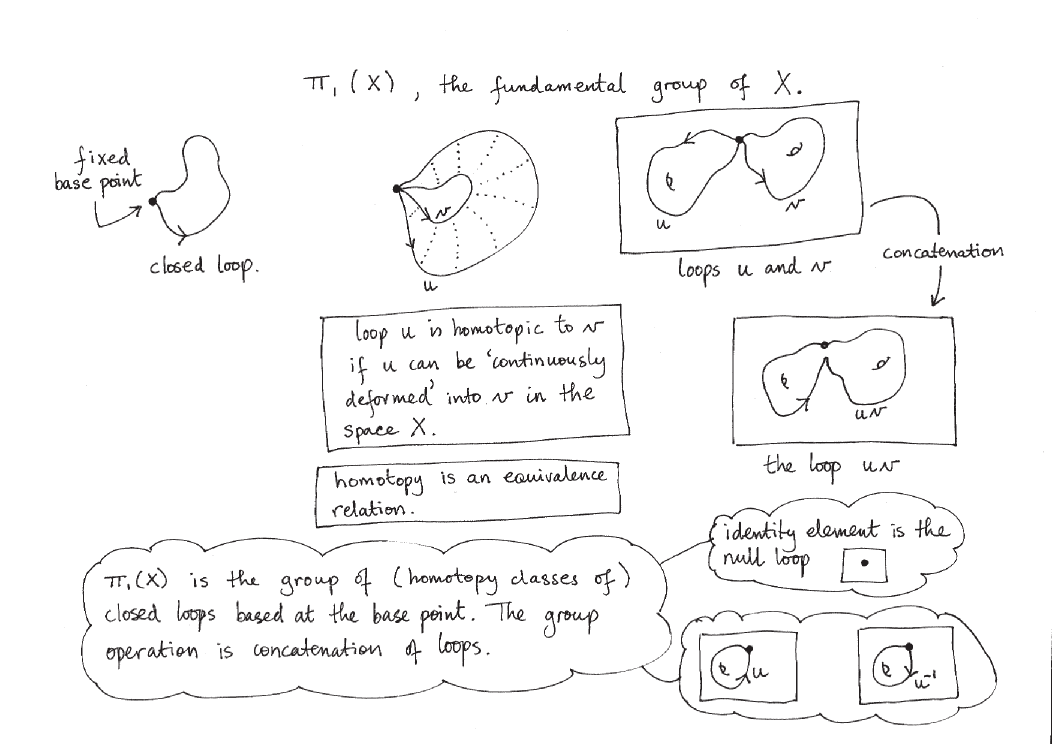 π₁(X), the fundamental group of X.
fixed
base point
closed loop.
u
v
u
v
loops u and v
concatenation
loop u is homotopic to v
if u can be 'continuously
deformed' into v in the
space X.
uv
the loop uv
homotopy is an equivalence
relation.
identity element is the
null loop
π₁(X) is the group of (homotopy classes of)
closed loops based at the base point. The group
operation is concatenation of loops.
u
u⁻¹